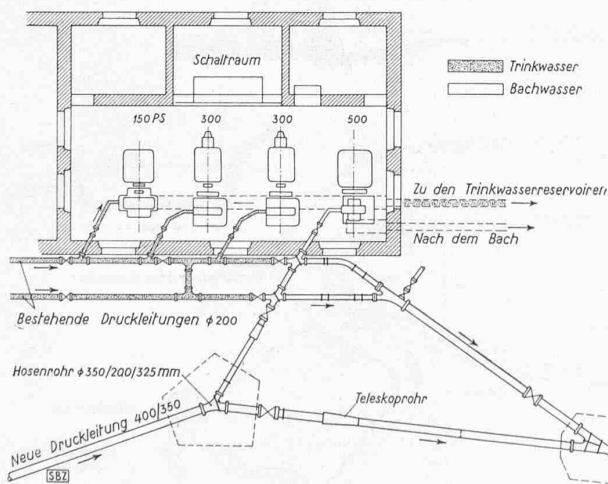 Schaltraum
Trinkwasser
Bachwasser
150 PS 300 300 500
Zu den Trinkwasserreservoiren
Nach dem Bach
Bestehende Druckleitungen φ 200
Hosenrohr φ 350/200/325 mm
Teleskoprohr
Neue Druckleitung 400/350
SBZ